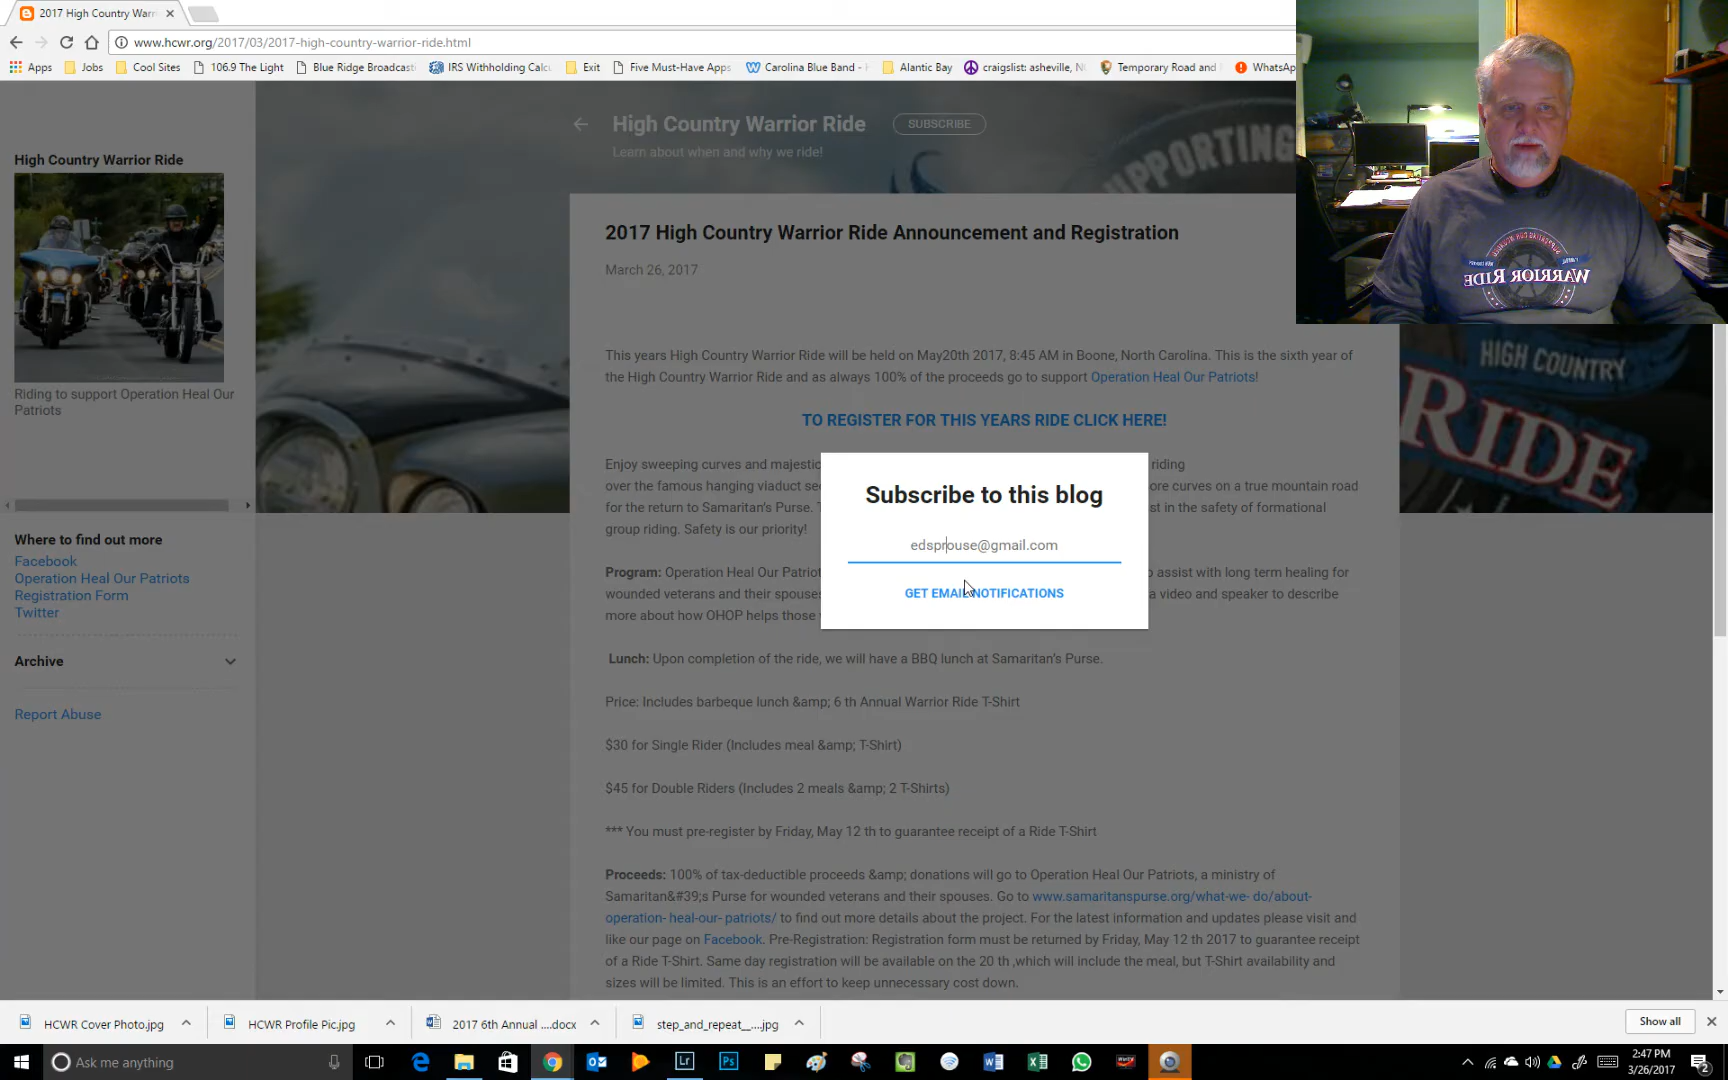 2017 High Country Warr
www.hcwr.org/2017/03/2017-high-country-warrior-ride.html
Apps Jobs Cool Sites 106.9 The Light Blue Ridge Broadcasti IRS Withholding Calcu Exit Five Must-Have Apps Carolina Blue Band - Alantic Bay craigslist: asheville, NC Temporary Road and WhatsApp
High Country Warrior Ride
Riding to support Operation Heal Our
Patriots
Where to find out more
Facebook
Operation Heal Our Patriots
Registration Form
Twitter
Archive
Report Abuse
High Country Warrior Ride SUBSCRIBE
Learn about when and why we ride!
SUPPORTING
2017 High Country Warrior Ride Announcement and Registration
March 26, 2017
This years High Country Warrior Ride will be held on May20th 2017, 8:45 AM in Boone, North Carolina. This is the sixth year of
the High Country Warrior Ride and as always 100% of the proceeds go to support Operation Heal Our Patriots!
TO REGISTER FOR THIS YEARS RIDE CLICK HERE!
Enjoy sweeping curves and majestic riding
over the famous hanging viaduct se ore curves on a true mountain road
for the return to Samaritan's Purse. T st in the safety of formational
group riding. Safety is our priority!
Program: Operation Heal Our Patriot o assist with long term healing for
wounded veterans and their spouses a video and speaker to describe
more about how OHOP helps those
Subscribe to this blog
edsprouse@gmail.com
GET EMAIL NOTIFICATIONS
Lunch: Upon completion of the ride, we will have a BBQ lunch at Samaritan's Purse.
Price: Includes barbeque lunch &amp; 6 th Annual Warrior Ride T-Shirt
$30 for Single Rider (Includes meal &amp; T-Shirt)
$45 for Double Riders (Includes 2 meals &amp; 2 T-Shirts)
*** You must pre-register by Friday, May 12 th to guarantee receipt of a Ride T-Shirt
Proceeds: 100% of tax-deductible proceeds &amp; donations will go to Operation Heal Our Patriots, a ministry of
Samaritan&#39;s Purse for wounded veterans and their spouses. Go to www.samaritanspurse.org/what-we- do/about-
operation- heal-our- patriots/ to find out more details about the project. For the latest information and updates please visit and
like our page on Facebook. Pre-Registration: Registration form must be returned by Friday, May 12 th 2017 to guarantee receipt
of a Ride T-Shirt. Same day registration will be available on the 20 th ,which will include the meal, but T-Shirt availability and
sizes will be limited. This is an effort to keep unnecessary cost down.
WARRIOR RIDE
HIGH COUNTRY
RIDE
HCWR Cover Photo.jpg HCWR Profile Pic.jpg 2017 6th Annual ....docx step_and_repeat__....jpg Show all
Ask me anything
Lr Ps
2:47 PM
3/26/2017
2